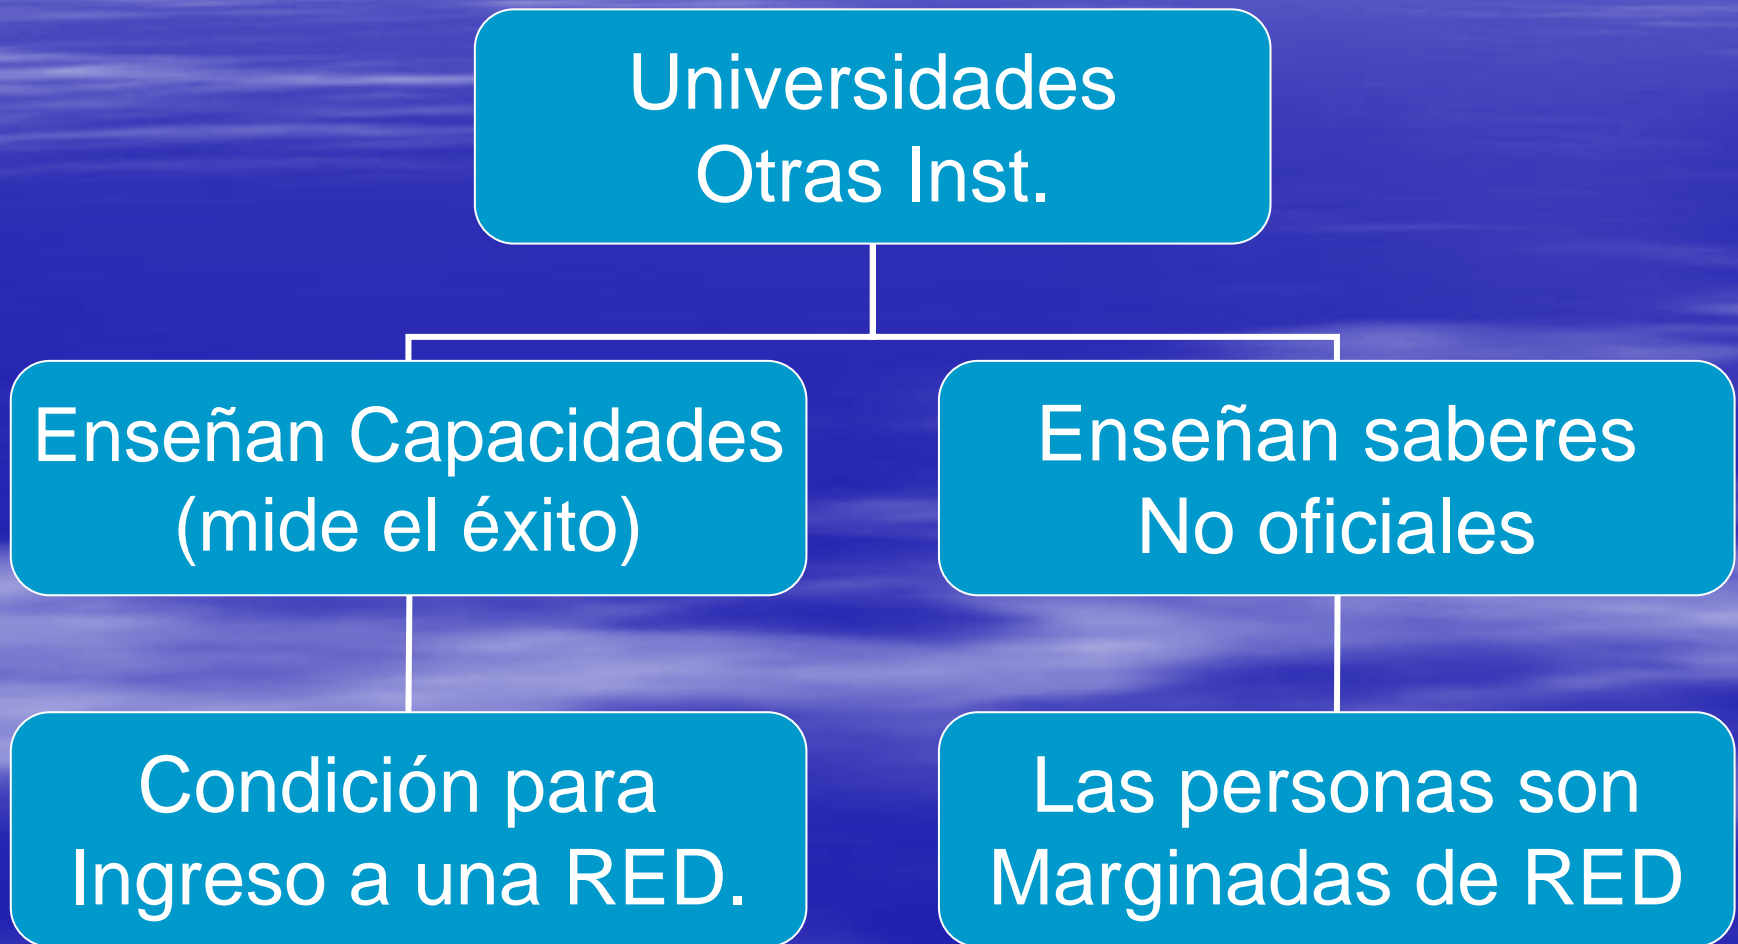 Universidades
Otras Inst.
Enseñan Capacidades
(mide el éxito)
Enseñan saberes
No oficiales
Condición para
Ingreso a una RED.
Las personas son
Marginadas de RED